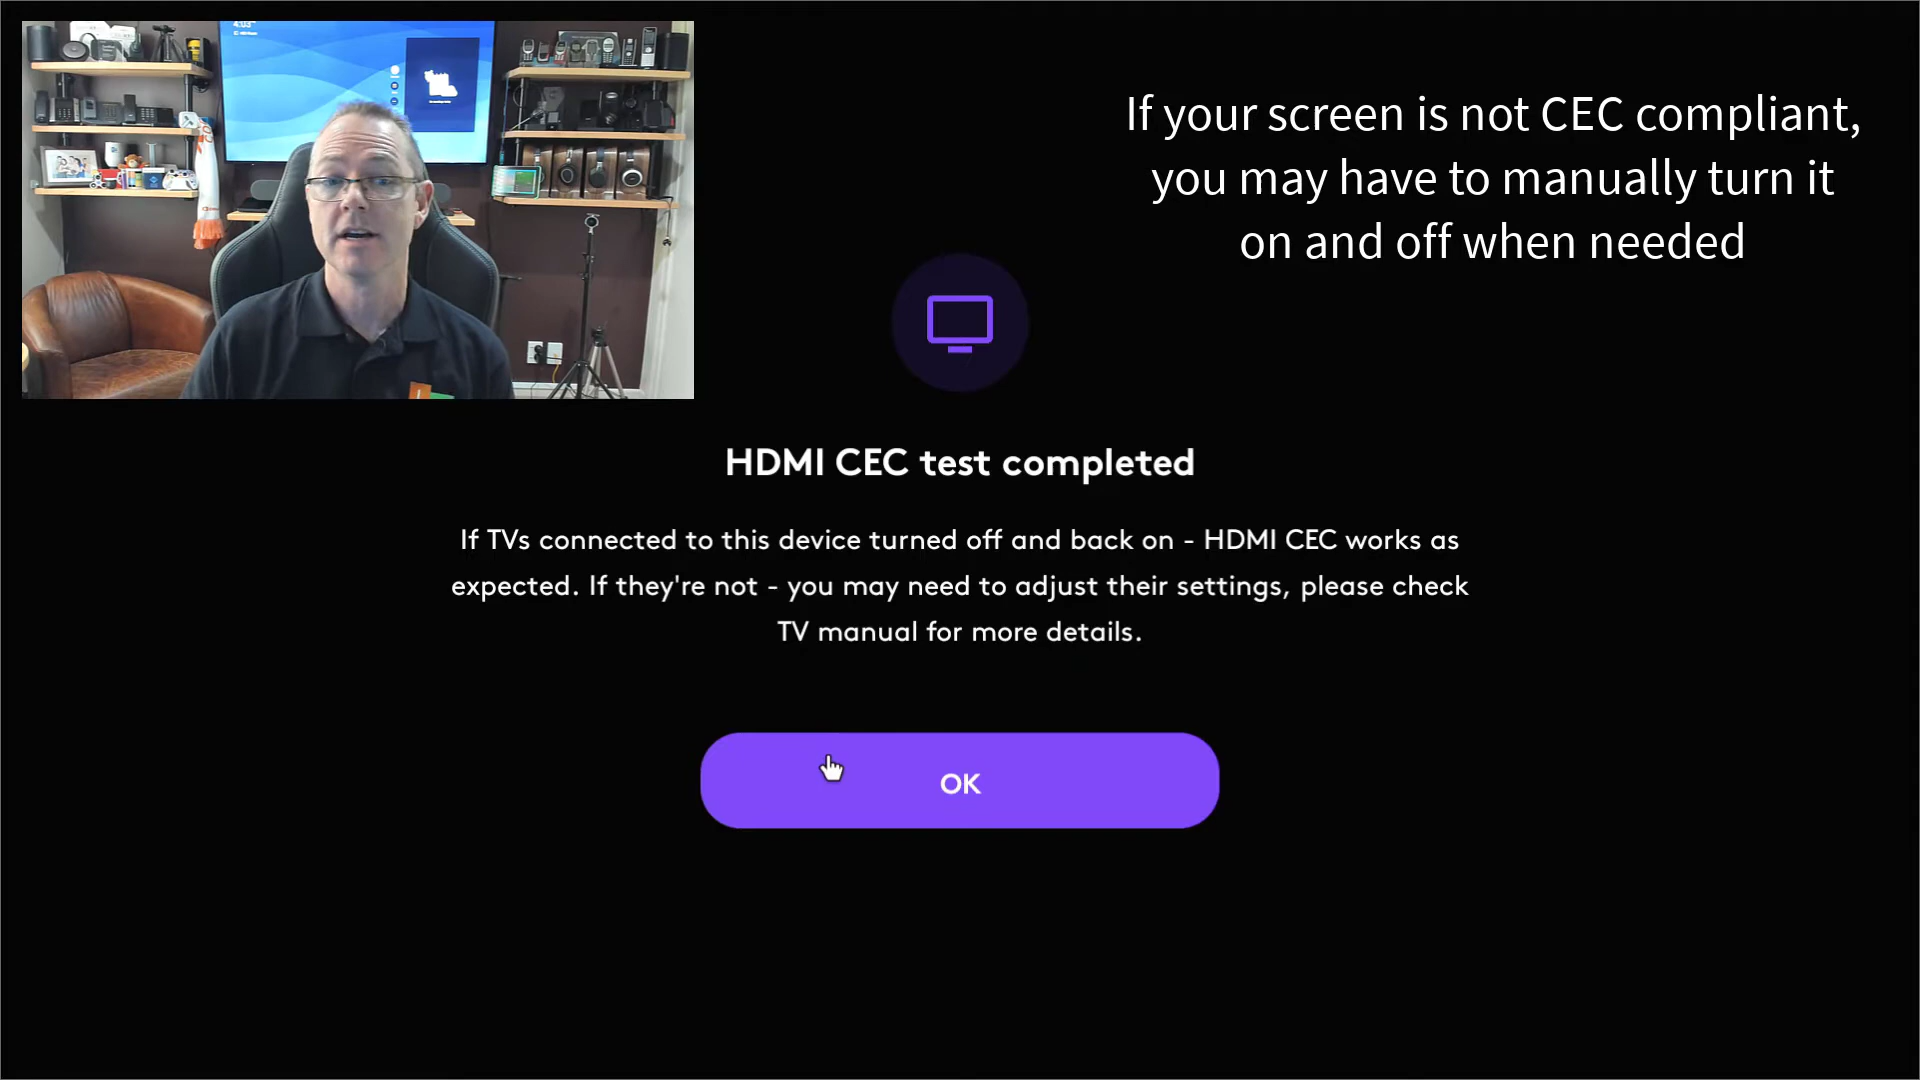 If your screen is not CEC compliant,
you may have to manually turn it
on and off when needed
HDMI CEC test completed
If TVs connected to this device turned off and back on - HDMI CEC works as
expected. If they're not - you may need to adjust their settings, please check
TV manual for more details.
OK